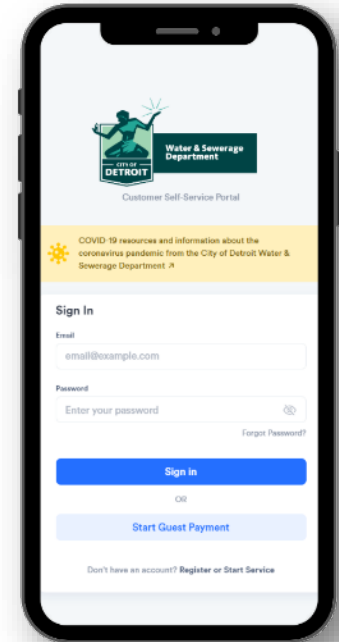 CITY OF
DETROIT
Water & Sewerage
Department
Customer Self-Service Portal
COVID-19 resources and information about the
coronavirus pandemic from the City of Detroit Water &
Sewerage Department ↗
Sign In
Email
email@example.com
Password
Enter your password
Forgot Password?
Sign in
OR
Start Guest Payment
Don't have an account? Register or Start Service